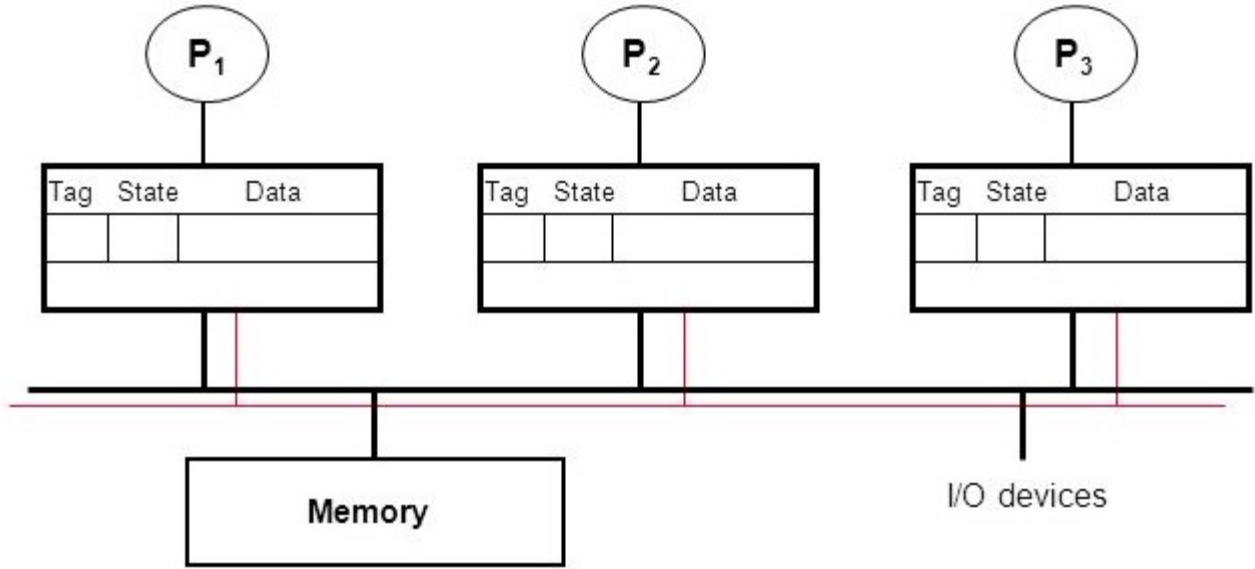 P1
P2
P3
Tag State Data
Tag State Data
Tag State Data
Memory
I/O devices